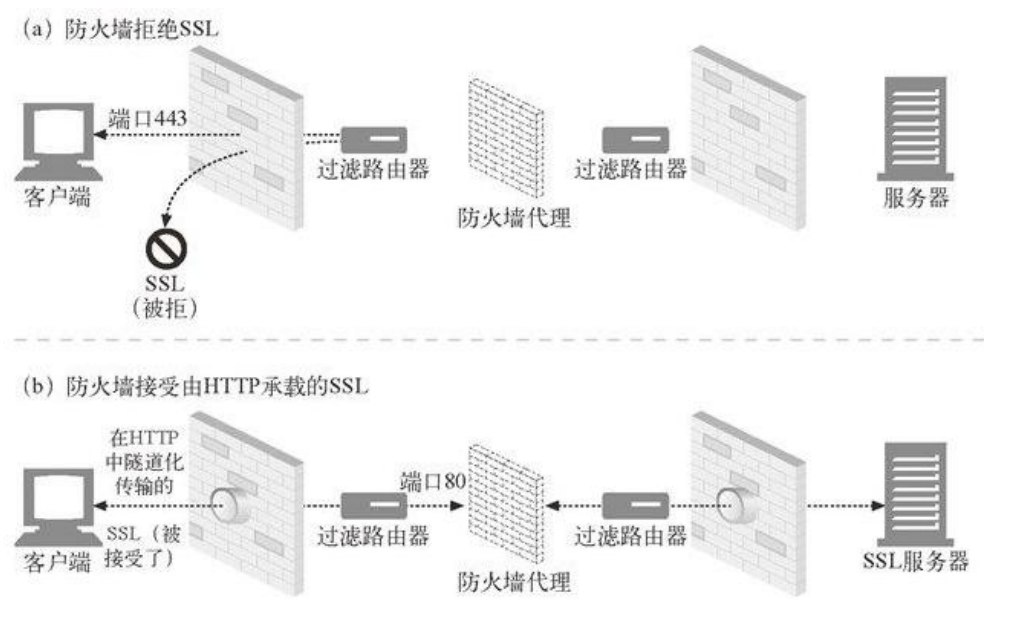 (a) 防火墙拒绝SSL
端口443
客户端
过滤路由器
防火墙代理
过滤路由器
服务器
SSL
(被拒)
(b) 防火墙接受由HTTP承载的SSL
在HTTP
中隧道化
传输的
SSL(被
接受了)
客户端
过滤路由器
端口80
防火墙代理
过滤路由器
SSL服务器